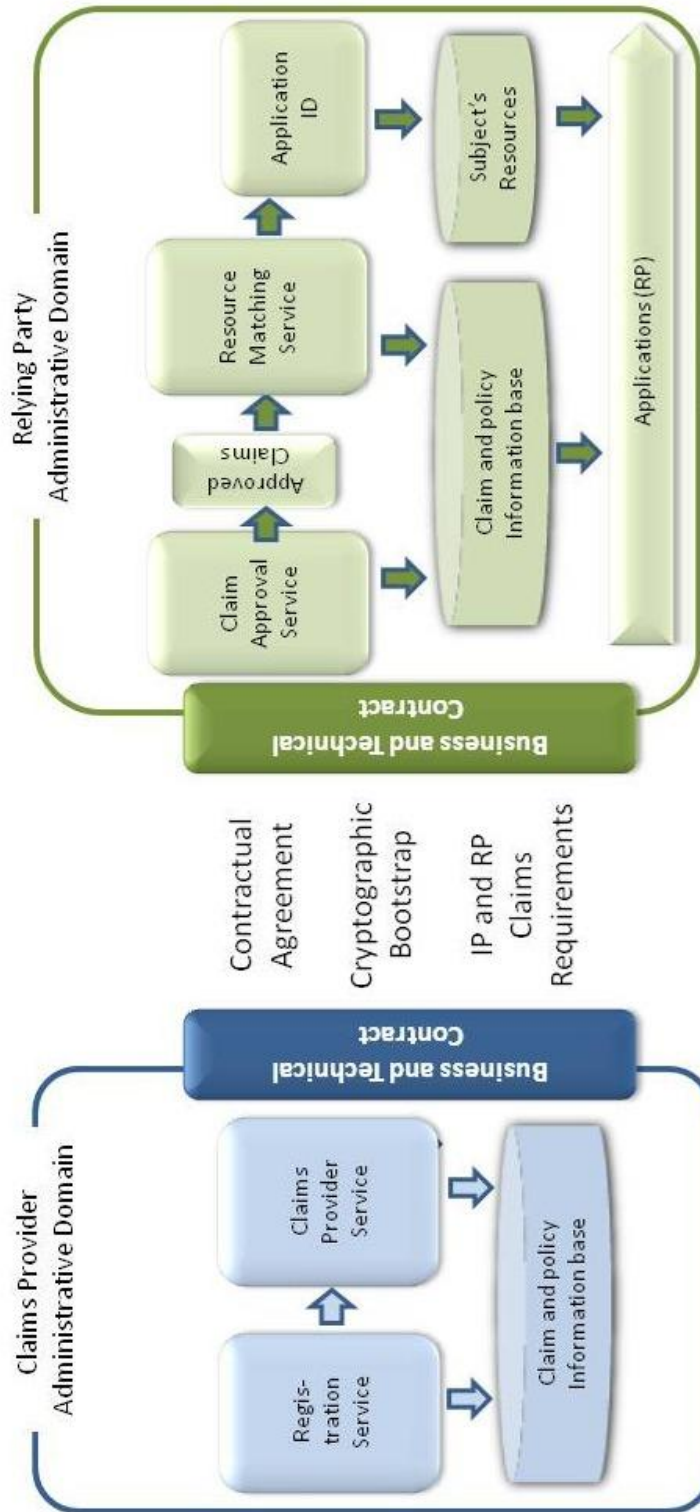 Claims Provider
Administrative Domain
Regis-
tration
Service
Claims
Provider
Service
Claim and policy
Information base
Business and Technical
Contract
Contractual
Agreement
Cryptographic
Bootstrap
IP and RP
Claims
Requirements
Relying Party
Administrative Domain
Business and Technical
Contract
Claim
Approval
Service
Approved
Claims
Resource
Matching
Service
Application
ID
Claim and policy
Information base
Subject's
Resources
Applications (RP)